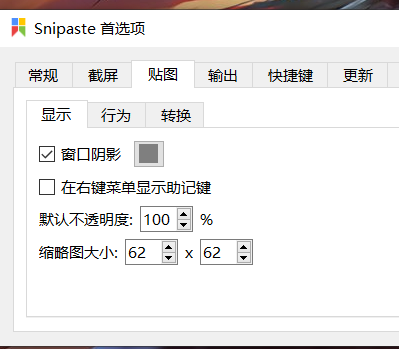 Snipaste 首选项
常规 截屏 贴图 输出 快捷键 更新
显示 行为 转换
窗口阴影
在右键菜单显示助记键
默认不透明度: 100 %
缩略图大小: 62 x 62